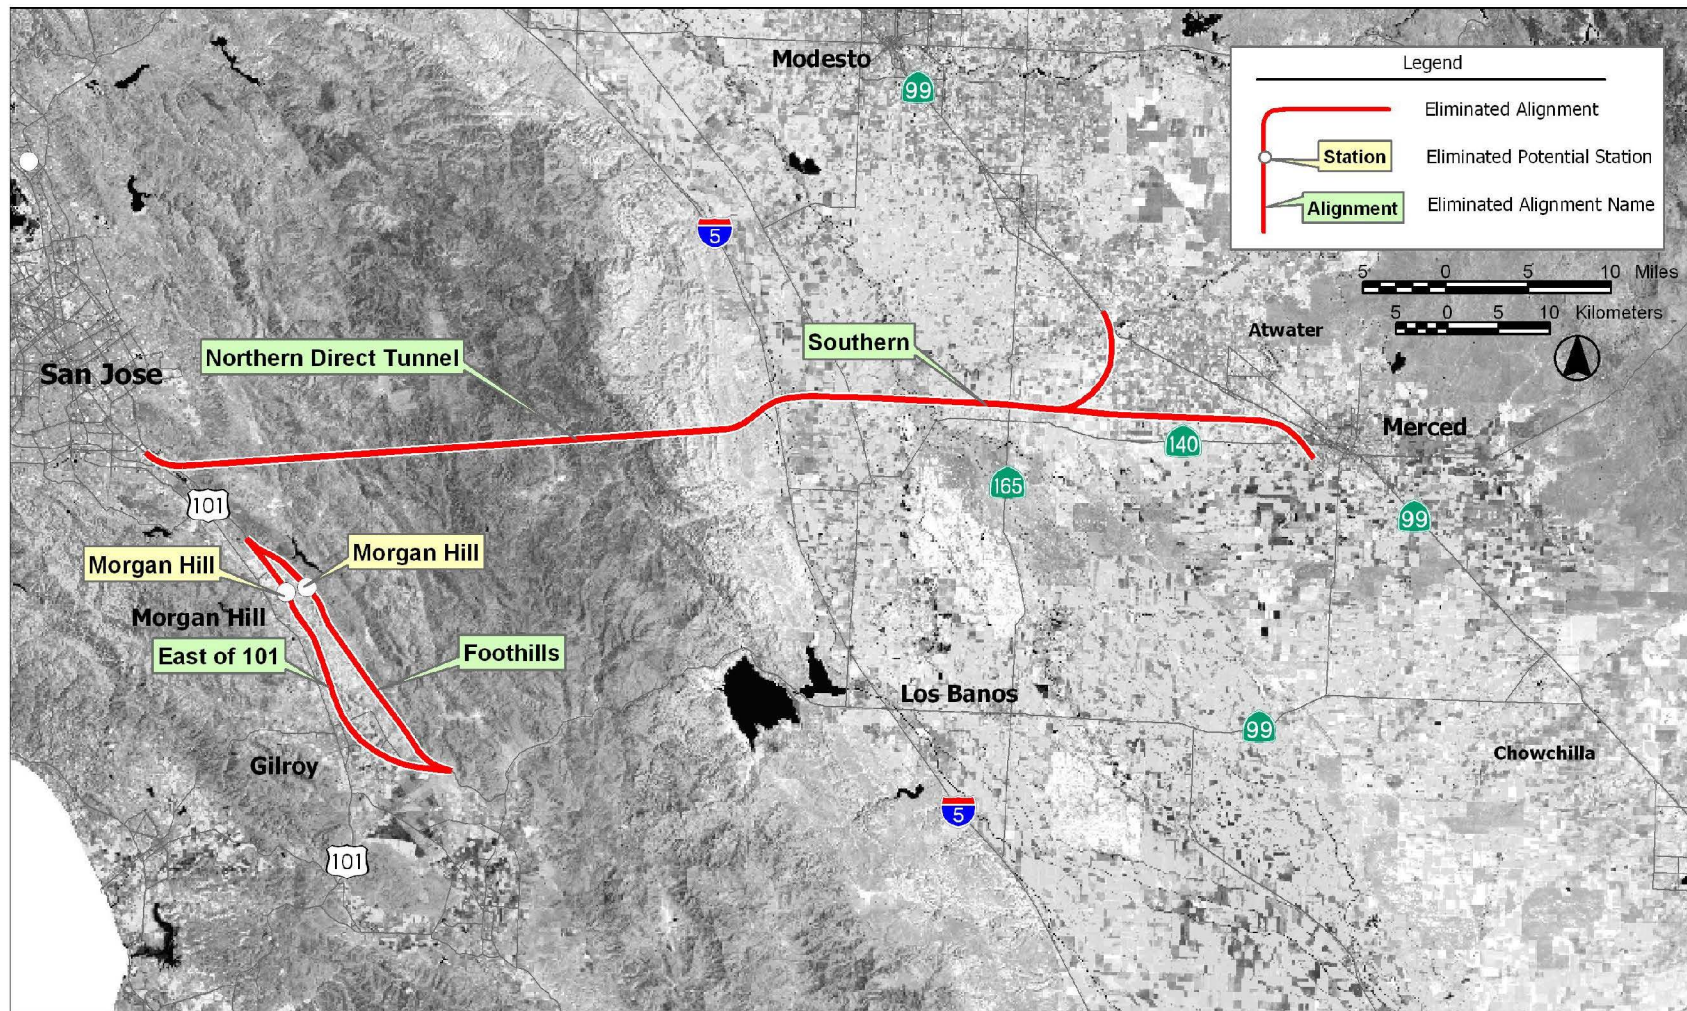 Modesto
99
Legend
Eliminated Alignment
Station
Eliminated Potential Station
Alignment
Eliminated Alignment Name
5
5 0 5 10 Miles
5 0 5 10 Kilometers
Atwater
Southern
Northern Direct Tunnel
San Jose
Merced
140
165
101
99
Morgan Hill
Morgan Hill
Morgan Hill
East of 101
Foothills
Los Banos
99
Chowchilla
Gilroy
5
101